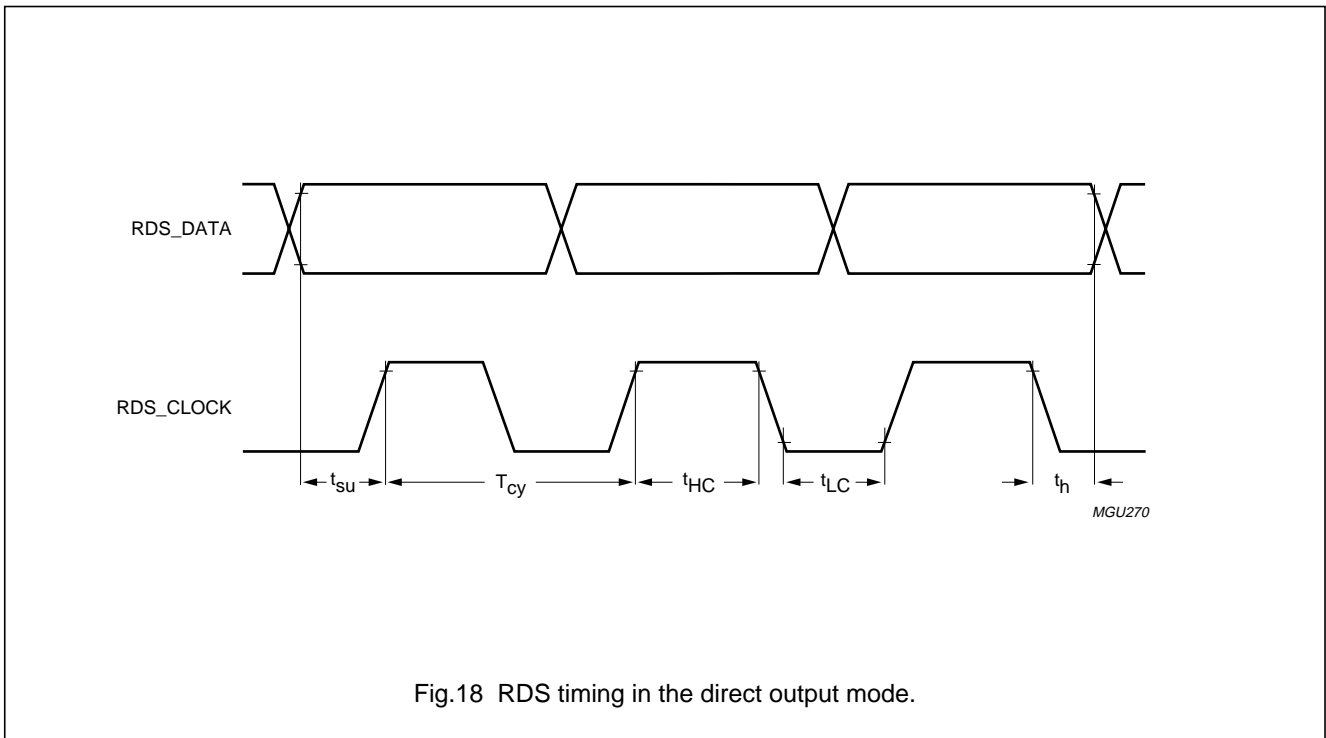 RDS_DATA
RDS_CLOCK
tsu
Tcy
tHC
tLC
th
MGU270
Fig.18 RDS timing in the direct output mode.